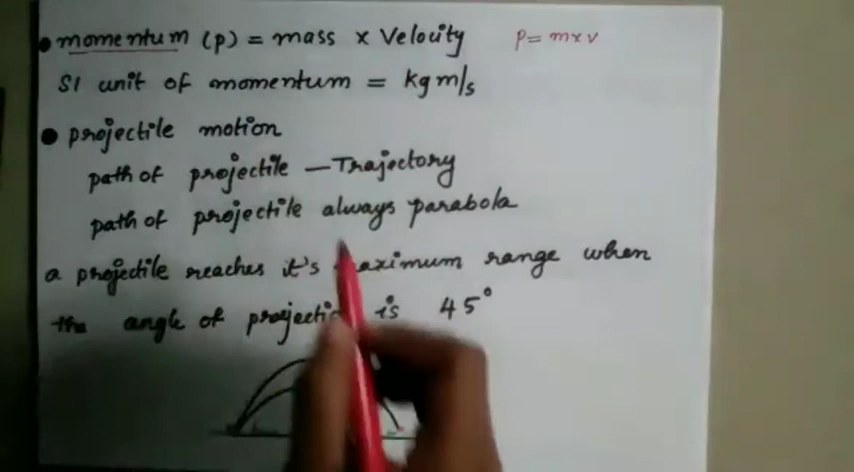 • momentum (p) = mass x Velocity p = m x v
SI unit of momentum = kg m/s
• projectile motion
path of projectile – Trajectory
path of projectile always parabola
a projectile reaches it's maximum range when
the angle of projection is 45°